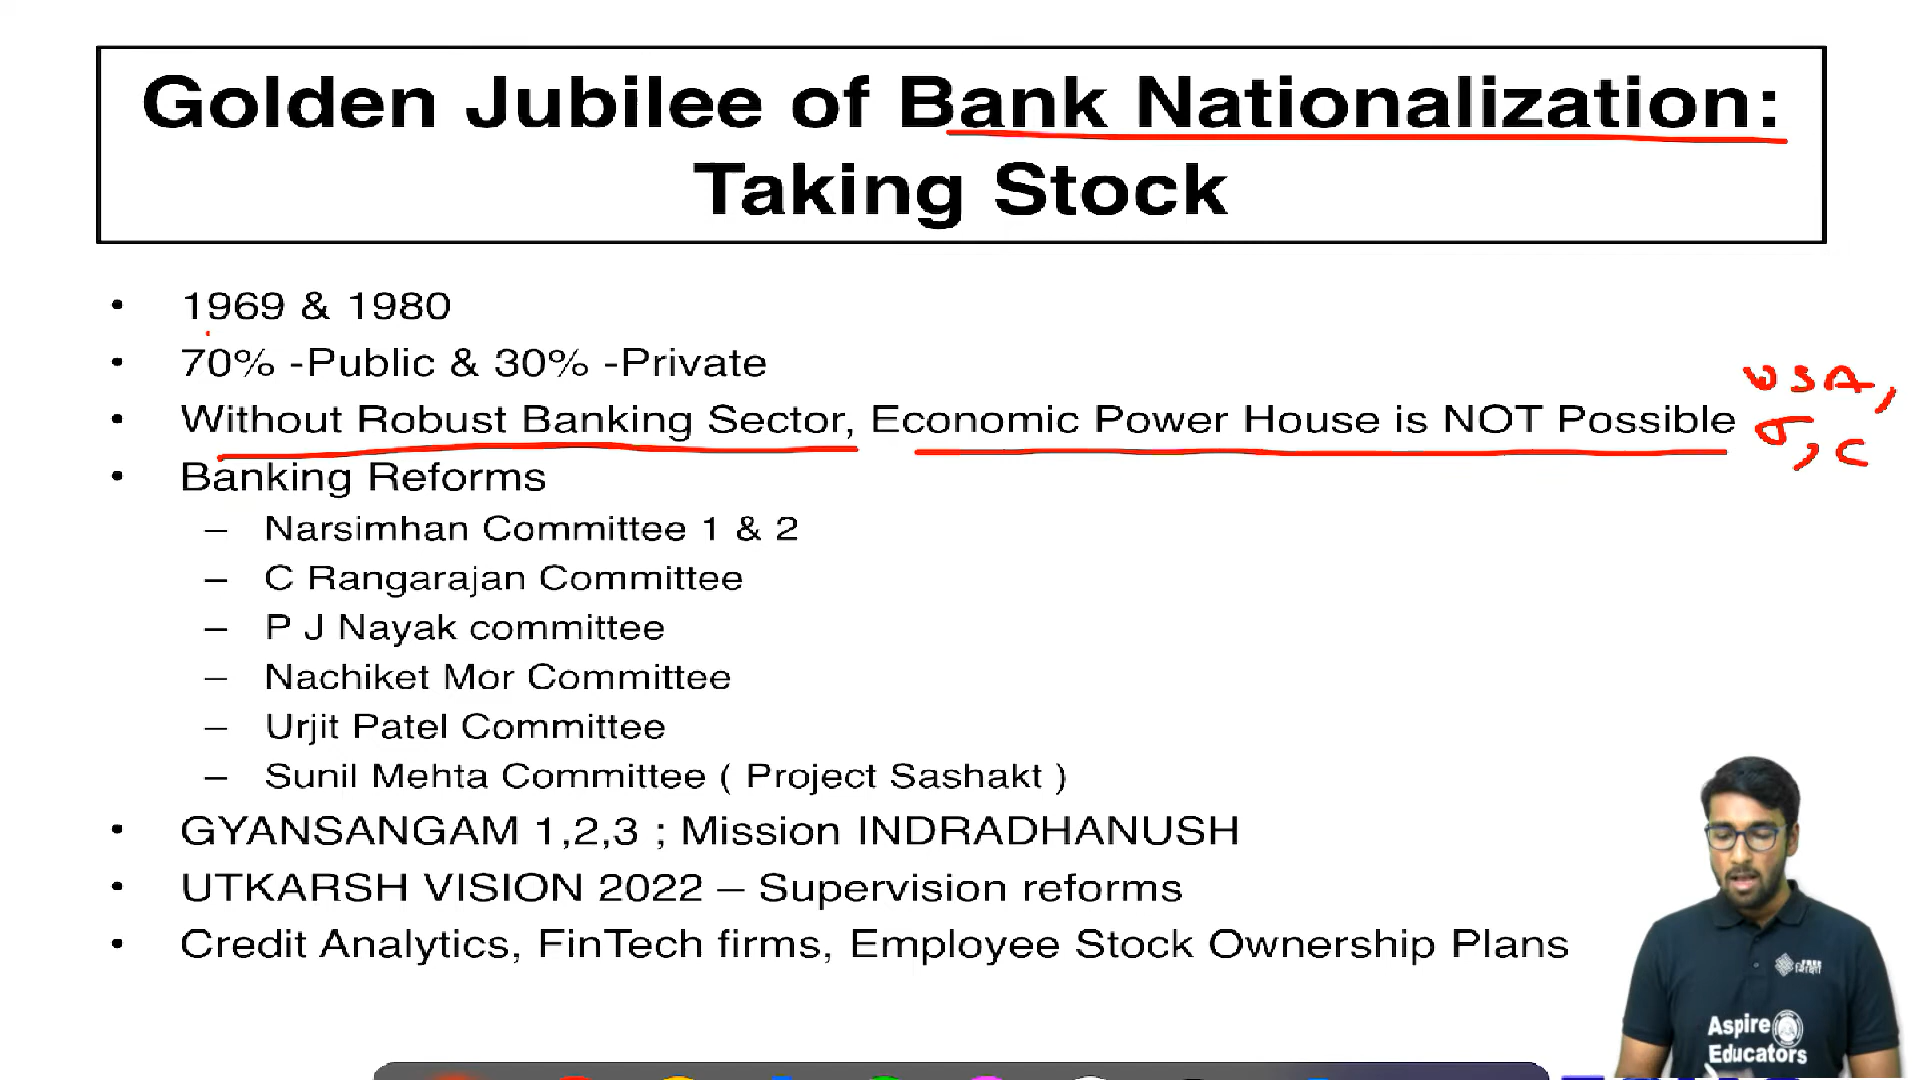 Golden Jubilee of Bank Nationalization:
Taking Stock
• 1969 & 1980
• 70% -Public & 30% -Private
• Without Robust Banking Sector, Economic Power House is NOT Possible
USA,
J, C
• Banking Reforms
– Narsimhan Committee 1 & 2
– C Rangarajan Committee
– P J Nayak committee
– Nachiket Mor Committee
– Urjit Patel Committee
– Sunil Mehta Committee ( Project Sashakt )
• GYANSANGAM 1,2,3 ; Mission INDRADHANUSH
• UTKARSH VISION 2022 – Supervision reforms
• Credit Analytics, FinTech firms, Employee Stock Ownership Plans
Aspire
Educators